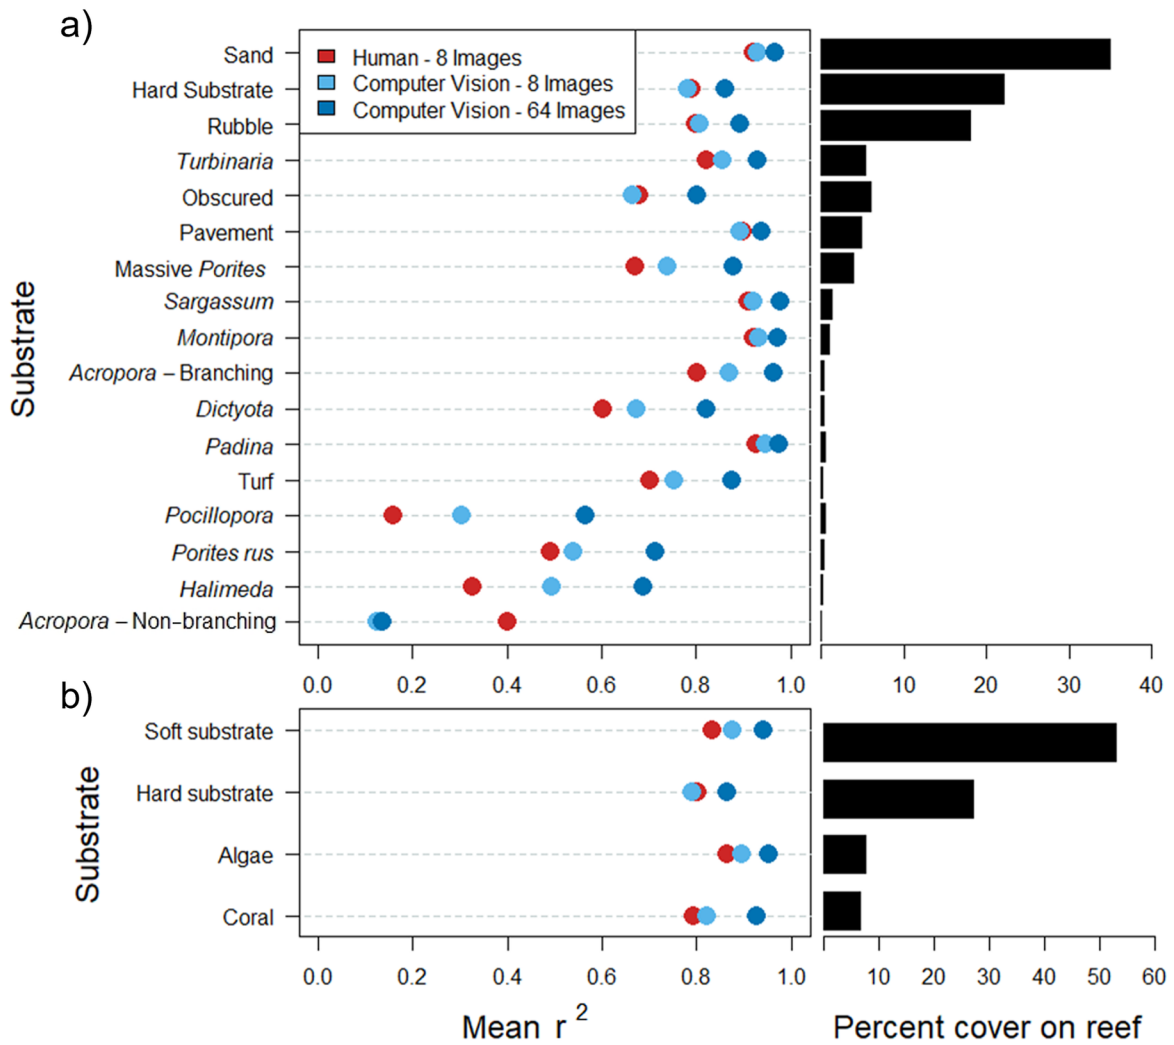 a)
Human - 8 Images
Computer Vision - 8 Images
Computer Vision - 64 Images
Substrate
Sand
Hard Substrate
Rubble
Turbinaria
Obscured
Pavement
Massive Porites
Sargassum
Montipora
Acropora – Branching
Dictyota
Padina
Turf
Pocillopora
Porites rus
Halimeda
Acropora – Non-branching
0.0 0.2 0.4 0.6 0.8 1.0
10 20 30 40
b)
Substrate
Soft substrate
Hard substrate
Algae
Coral
0.0 0.2 0.4 0.6 0.8 1.0
10 20 30 40 50 60
Mean r 2
Percent cover on reef